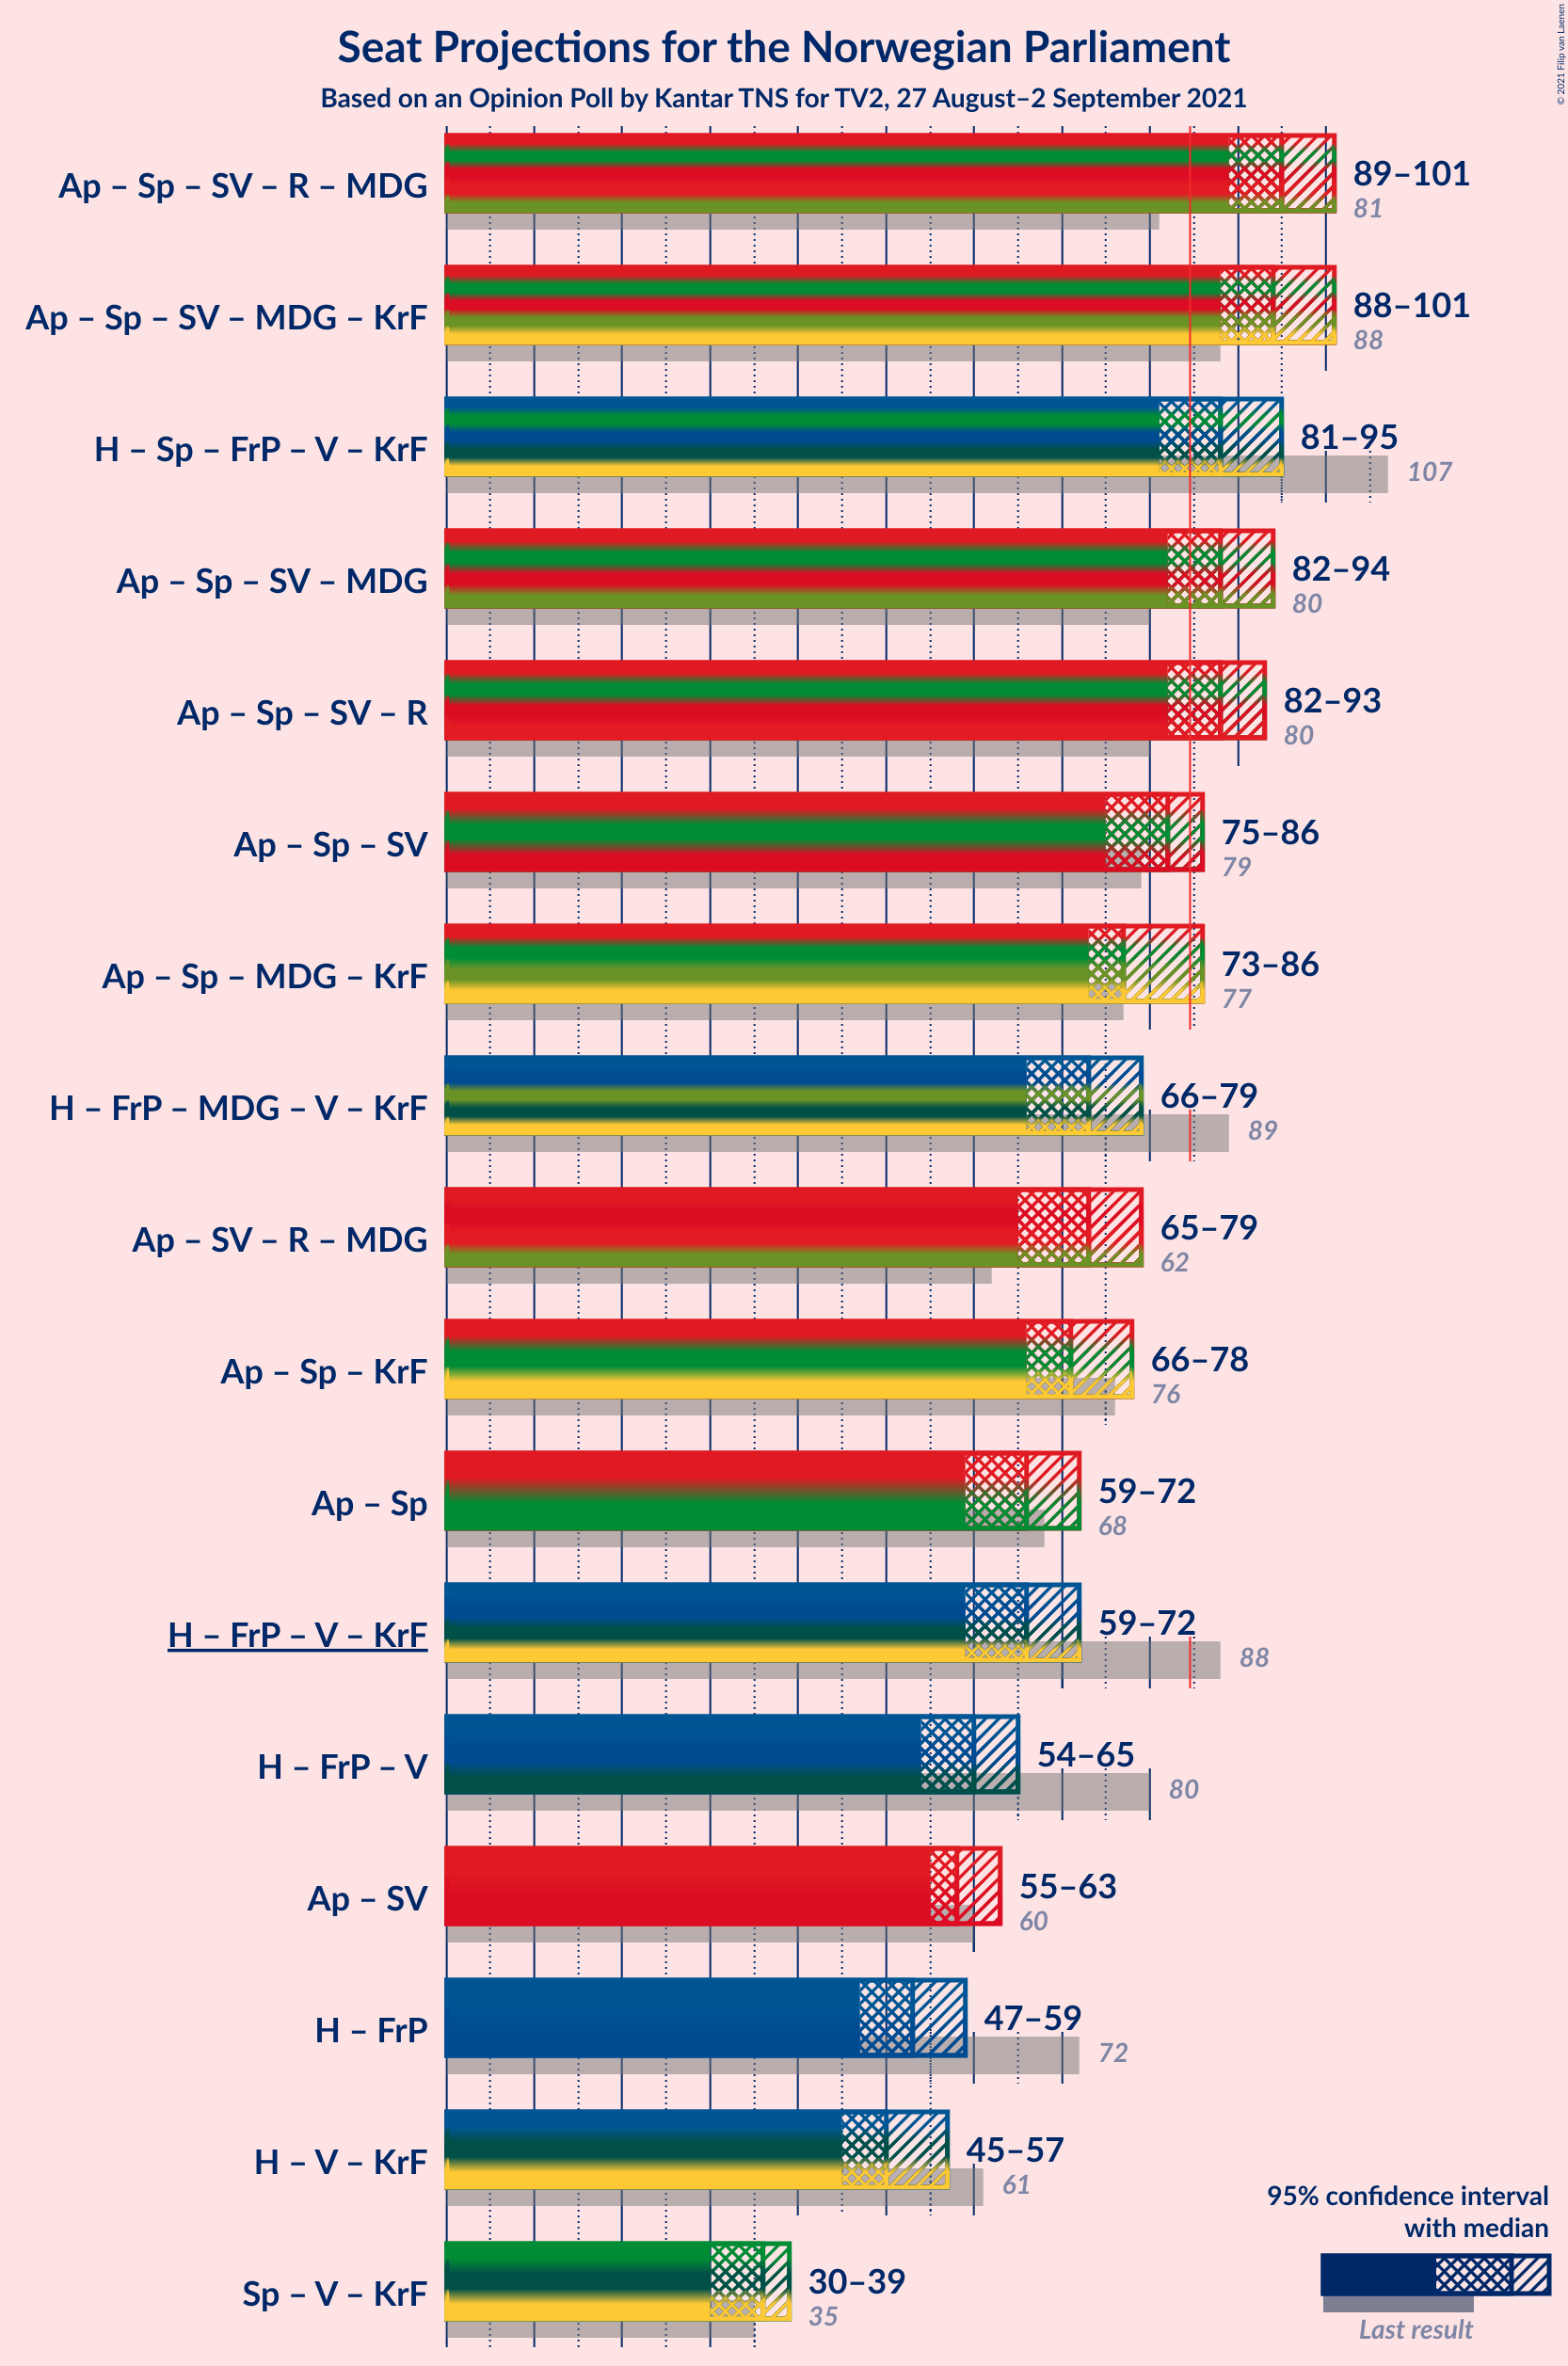 Seat Projections for the Norwegian Parliament
Based on an Opinion Poll by Kantar TNS for TV2, 27 August–2 September 2021
© 2021 Filip van Laenen
Ap – Sp – SV – R – MDG
89–101
81
Ap – Sp – SV – MDG – KrF
88–101
88
H – Sp – FrP – V – KrF
81–95
107
Ap – Sp – SV – MDG
82–94
80
Ap – Sp – SV – R
82–93
80
Ap – Sp – SV
75–86
79
Ap – Sp – MDG – KrF
73–86
77
H – FrP – MDG – V – KrF
66–79
89
Ap – SV – R – MDG
65–79
62
Ap – Sp – KrF
66–78
76
Ap – Sp
59–72
68
H – FrP – V – KrF
59–72
88
H – FrP – V
54–65
80
Ap – SV
55–63
60
H – FrP
47–59
72
H – V – KrF
45–57
61
Sp – V – KrF
30–39
35
95% confidence interval
with median
Last result